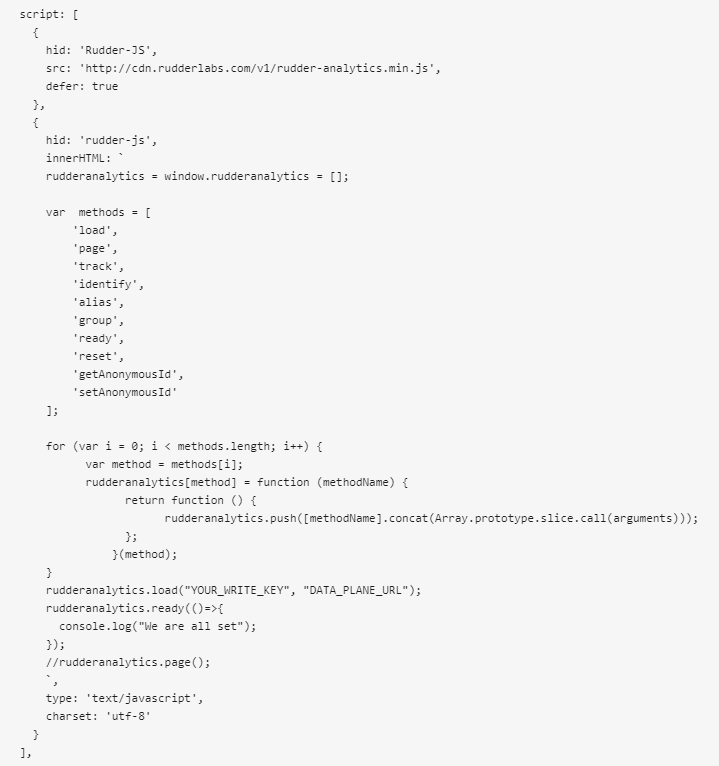 script: [
  {
    hid: 'Rudder-JS',
    src: 'http://cdn.rudderlabs.com/v1/rudder-analytics.min.js',
    defer: true
  },
  {
    hid: 'rudder-js',
    innerHTML: `
    rudderanalytics = window.rudderanalytics = [];

    var  methods = [
        'load',
        'page',
        'track',
        'identify',
        'alias',
        'group',
        'ready',
        'reset',
        'getAnonymousId',
        'setAnonymousId'
    ];

    for (var i = 0; i < methods.length; i++) {
          var method = methods[i];
          rudderanalytics[method] = function (methodName) {
                return function () {
                      rudderanalytics.push([methodName].concat(Array.prototype.slice.call(arguments)));
                };
              }(method);
    }
    rudderanalytics.load("YOUR_WRITE_KEY", "DATA_PLANE_URL");
    rudderanalytics.ready(()=>{
      console.log("We are all set");
    });
    //rudderanalytics.page();
    `,
    type: 'text/javascript',
    charset: 'utf-8'
  }
],